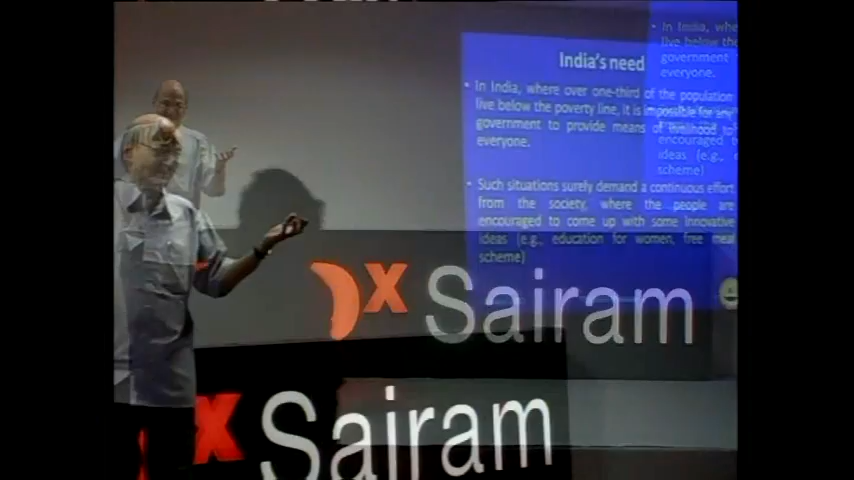 India's need
• In India, where over one-third of the population
live below the poverty line, it is impossible for any
government to provide means of livlihood to
everyone.
• Such situations surely demand a continuous effort
from the society, where the people are
encouraged to come up with some innovative
ideas (e.g., education for women, free meal
scheme)
• In India, whe
live below the
government
everyone.
encouraged t
ideas (e.g., e
scheme)
x Sairam
x Sairam